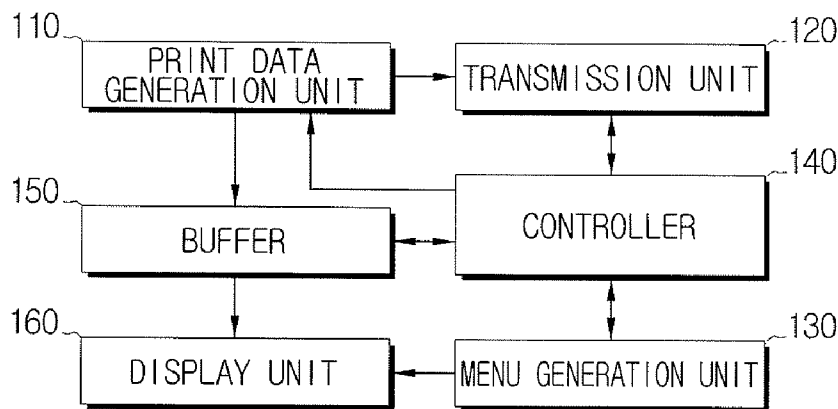 110
PRINT DATA
GENERATION UNIT
120
TRANSMISSION UNIT
150
BUFFER
140
CONTROLLER
160
DISPLAY UNIT
130
MENU GENERATION UNIT